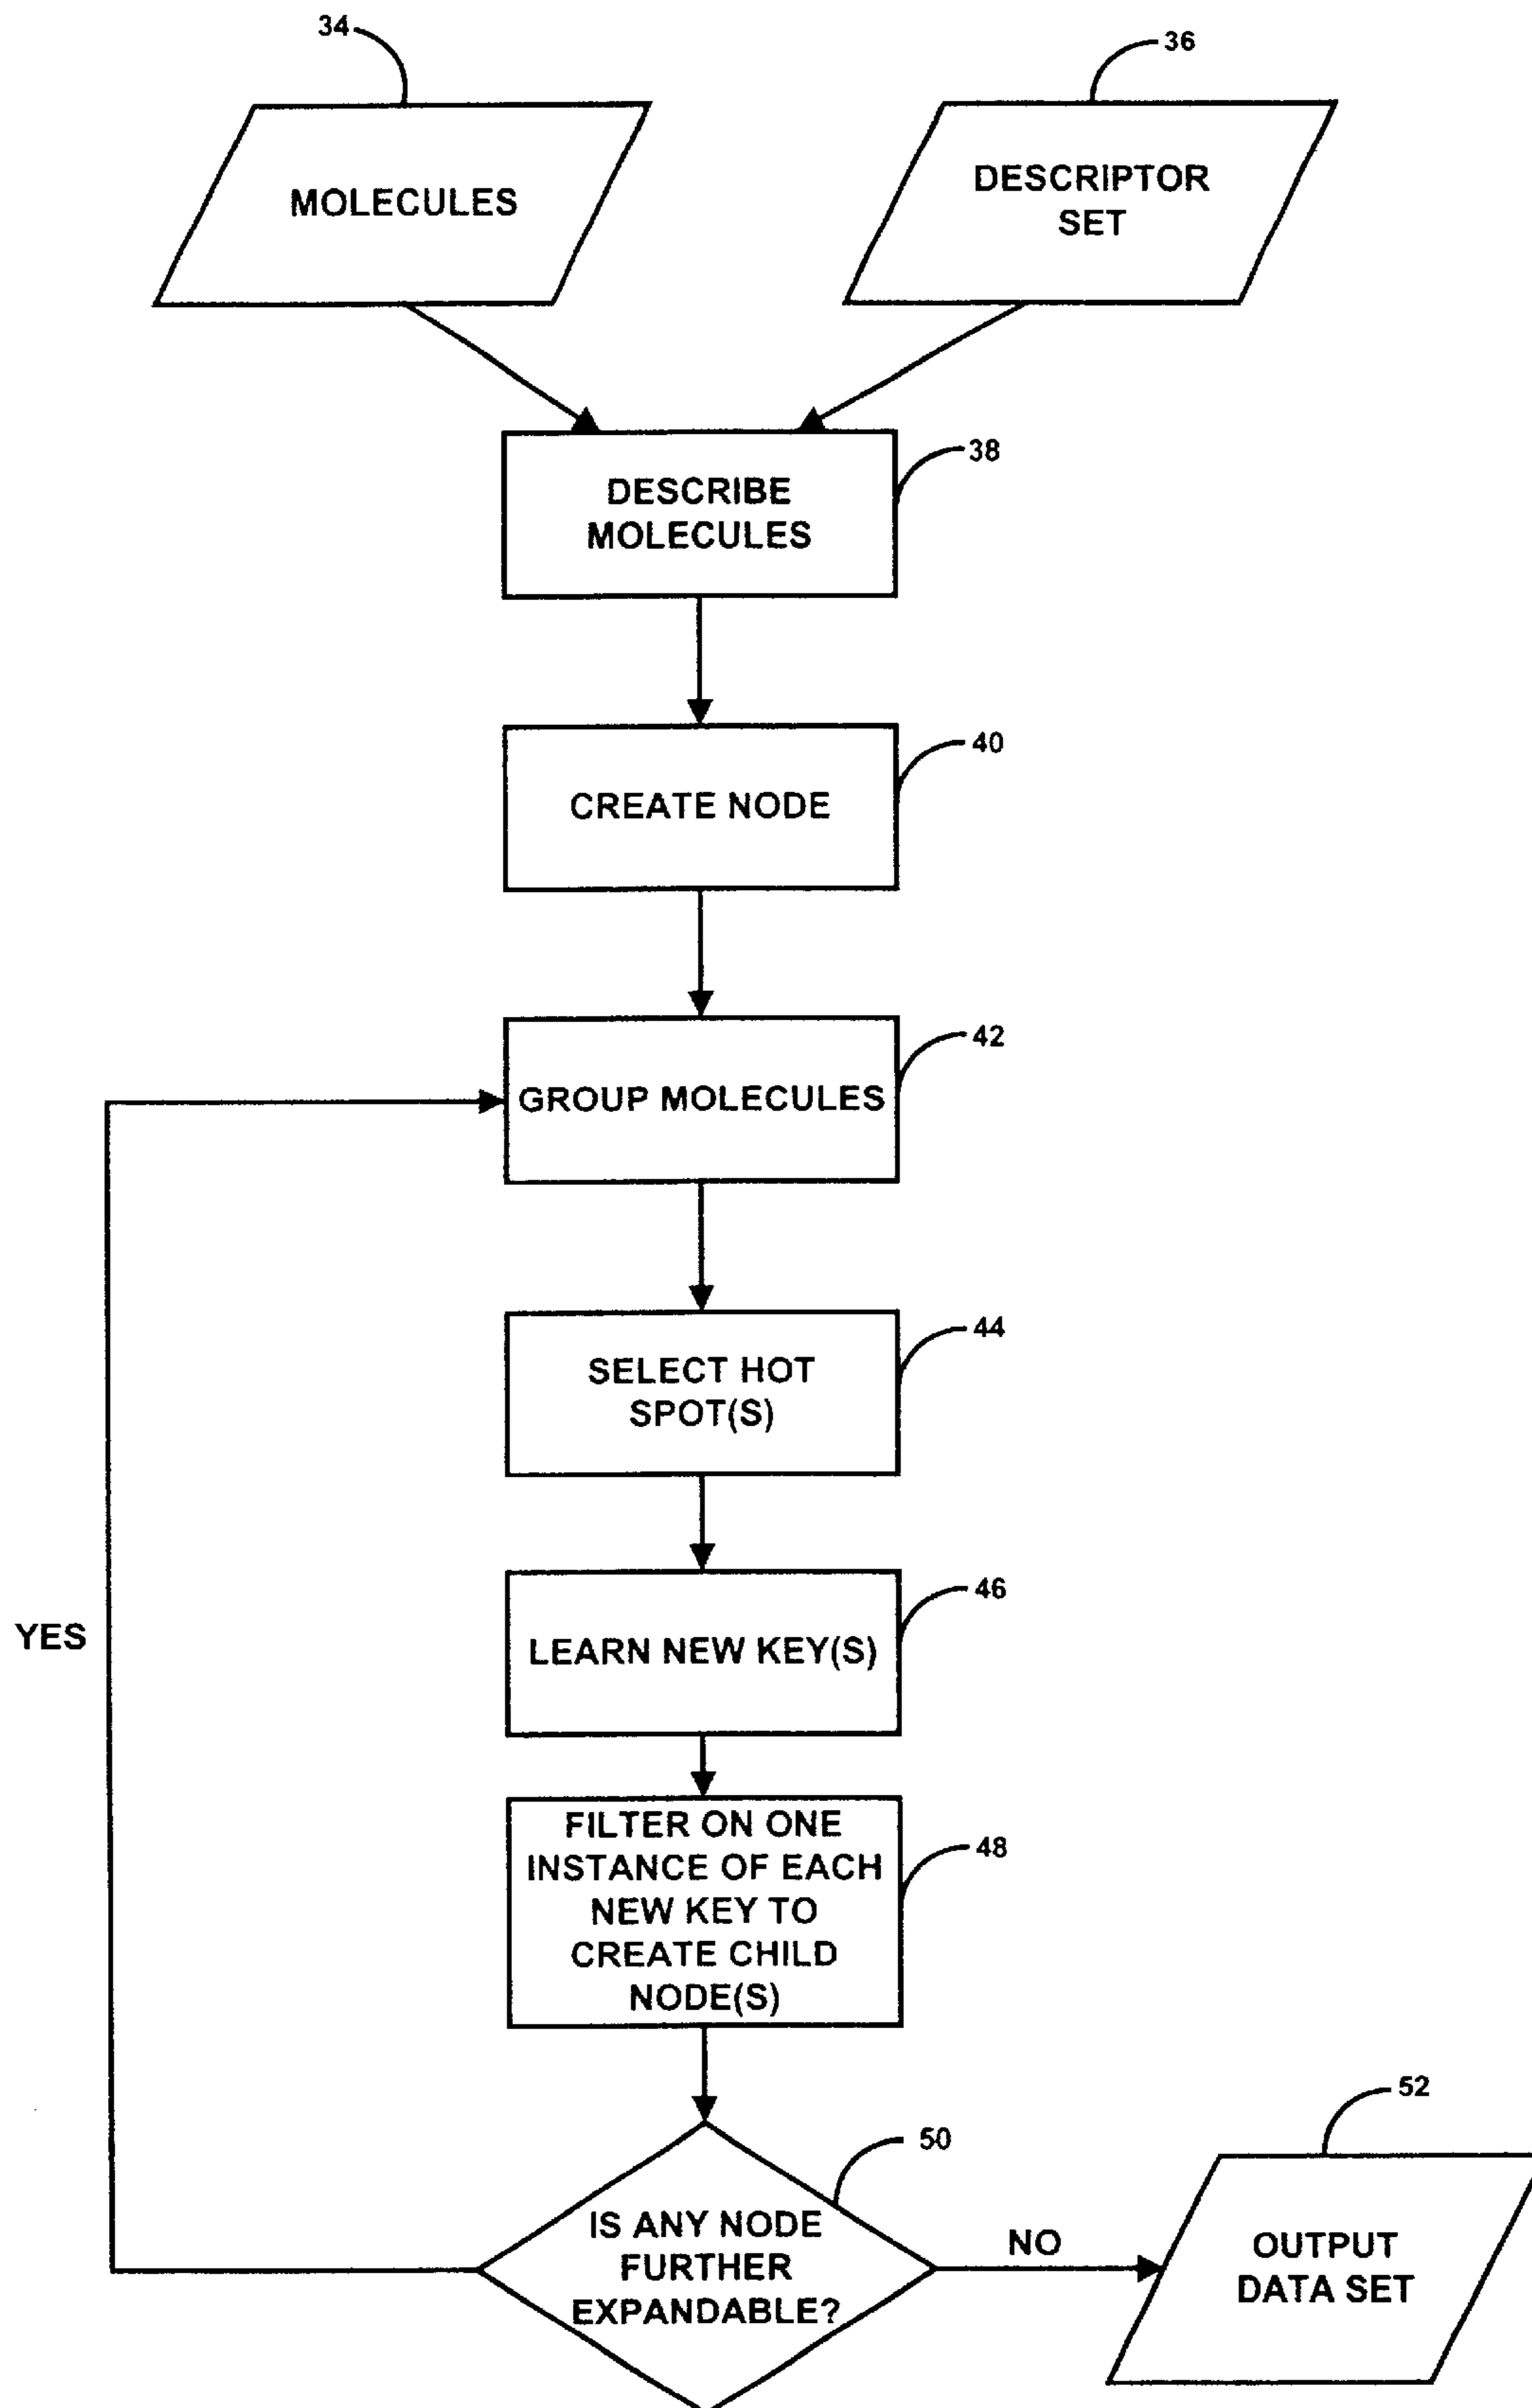 34
36
MOLECULES
DESCRIPTOR
SET
38
DESCRIBE
MOLECULES
40
CREATE NODE
42
GROUP MOLECULES
44
SELECT HOT
SPOT(S)
46
YES
LEARN NEW KEY(S)
48
FILTER ON ONE
INSTANCE OF EACH
NEW KEY TO
CREATE CHILD
NODE(S)
52
50
IS ANY NODE
FURTHER
EXPANDABLE?
NO
OUTPUT
DATA SET